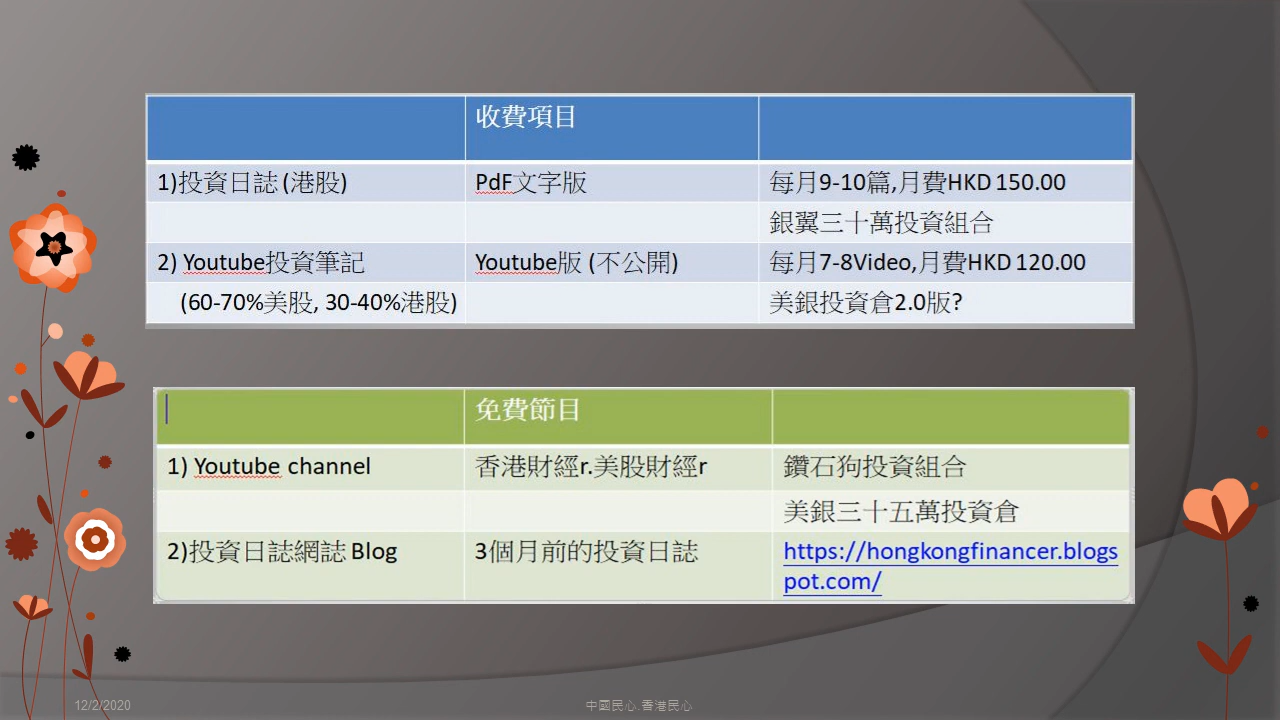 收費項目
1)投資日誌 (港股) PdF文字版 每月9-10篇,月費HKD 150.00
銀翼三十萬投資組合
2) Youtube投資筆記 Youtube版 (不公開) 每月7-8Video,月費HKD 120.00
(60-70%美股, 30-40%港股) 美銀投資倉2.0版?
免費節目
1) Youtube channel 香港財經r.美股財經r 鑽石狗投資組合
美銀三十五萬投資倉
2)投資日誌網誌 Blog 3個月前的投資日誌 https://hongkongfinancer.blogs
pot.com/
12/2/2020 中國民心.香港民心